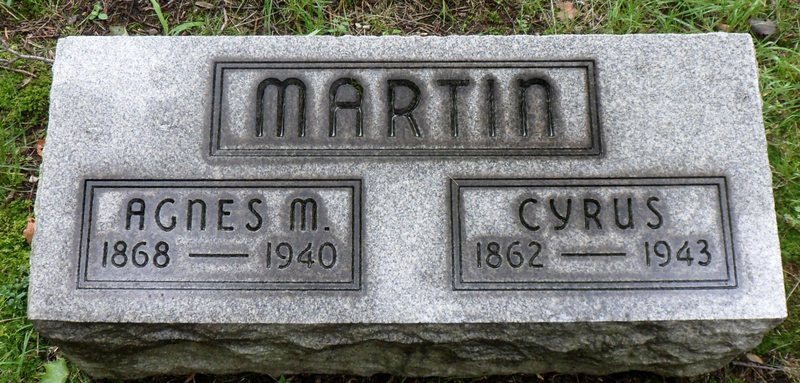 MARTIN
AGNES M.
1868 — 1940
CYRUS
1862 — 1943